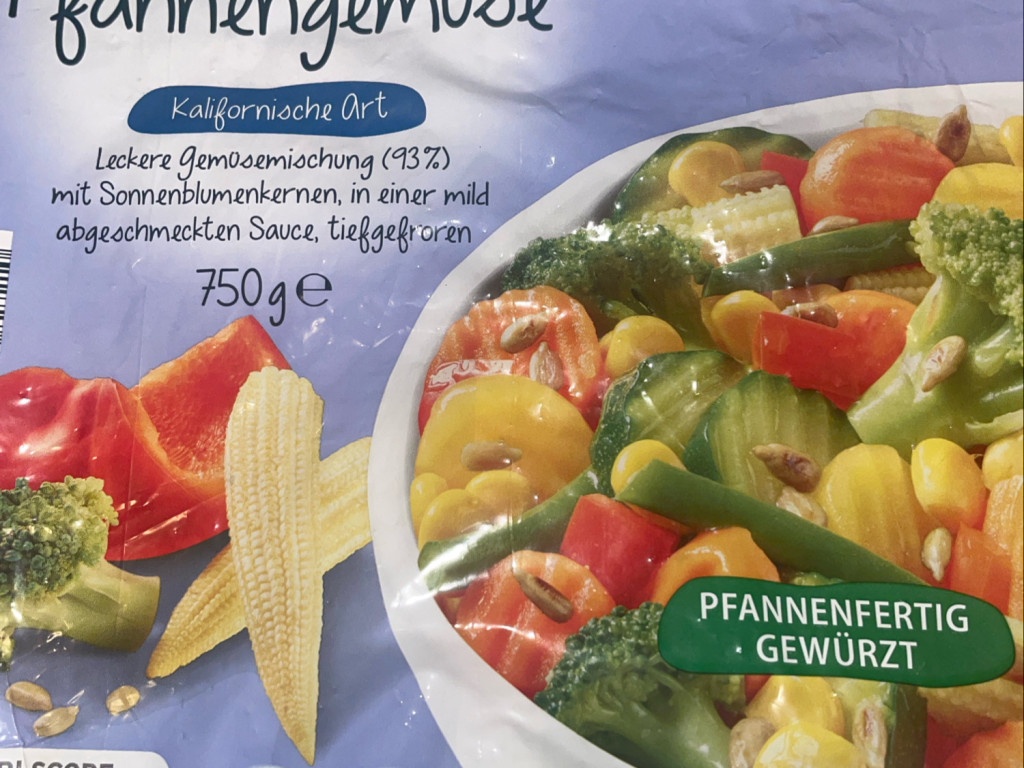 Pfannengemüse
Kalifornische Art
Leckere Gemüsemischung (93%)
mit Sonnenblumenkernen, in einer mild
abgeschmeckten Sauce, tiefgefroren
750g e
PFANNENFERTIG
GEWÜRZT